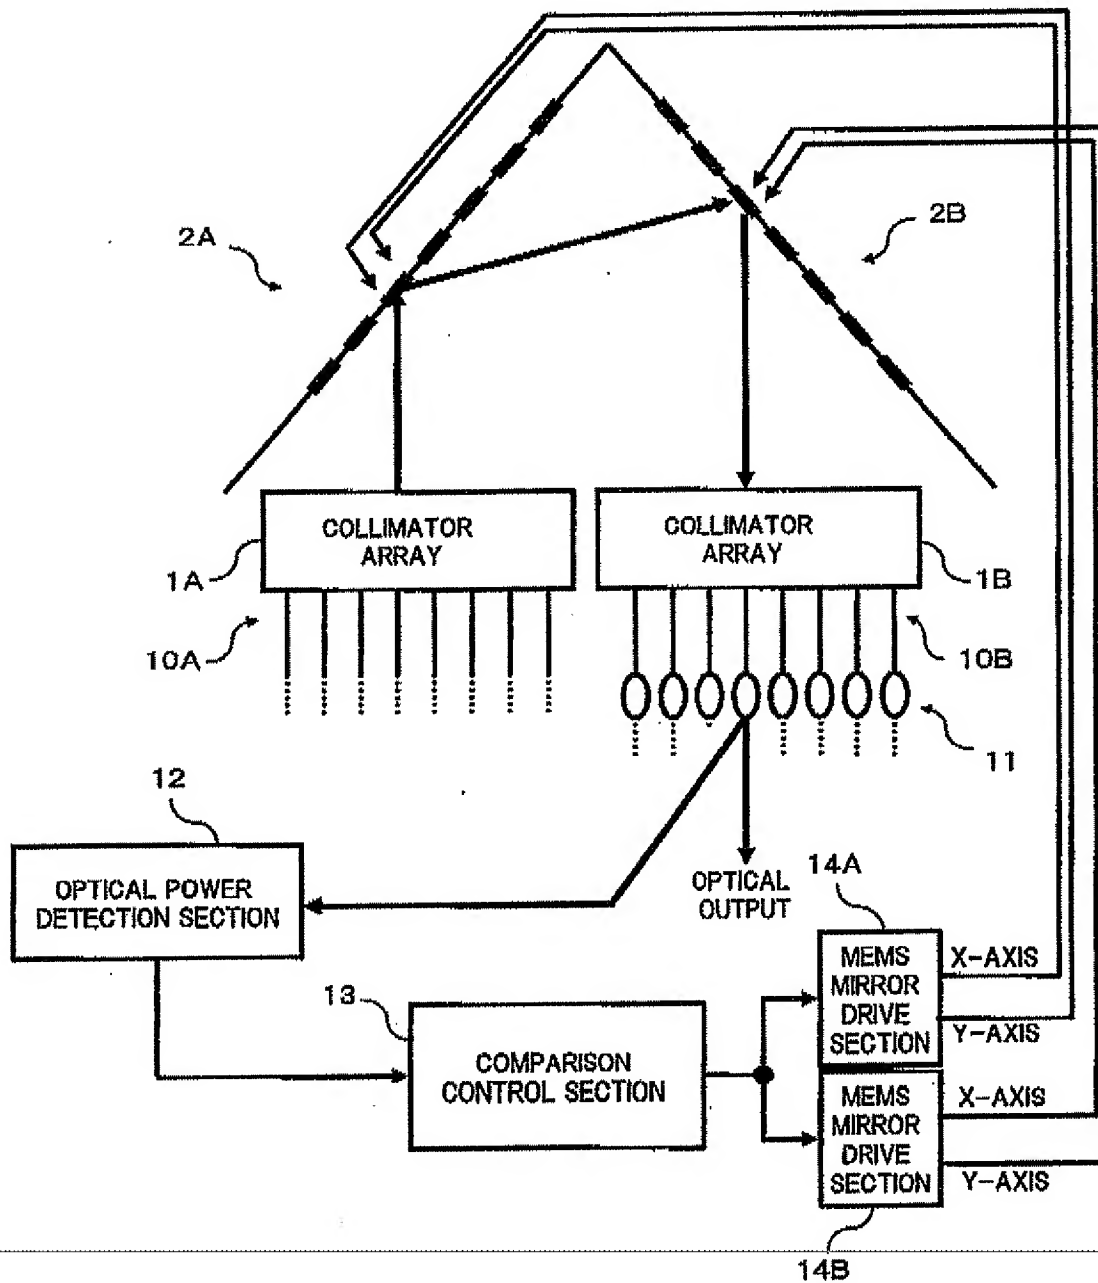 2A
2B
COLLIMATOR
ARRAY
COLLIMATOR
ARRAY
1A
1B
10A
10B
11
12
OPTICAL POWER
DETECTION SECTION
OPTICAL
OUTPUT
14A
MEMS
MIRROR
DRIVE
SECTION
X-AXIS
Y-AXIS
13
COMPARISON
CONTROL SECTION
MEMS
MIRROR
DRIVE
SECTION
X-AXIS
Y-AXIS
14B